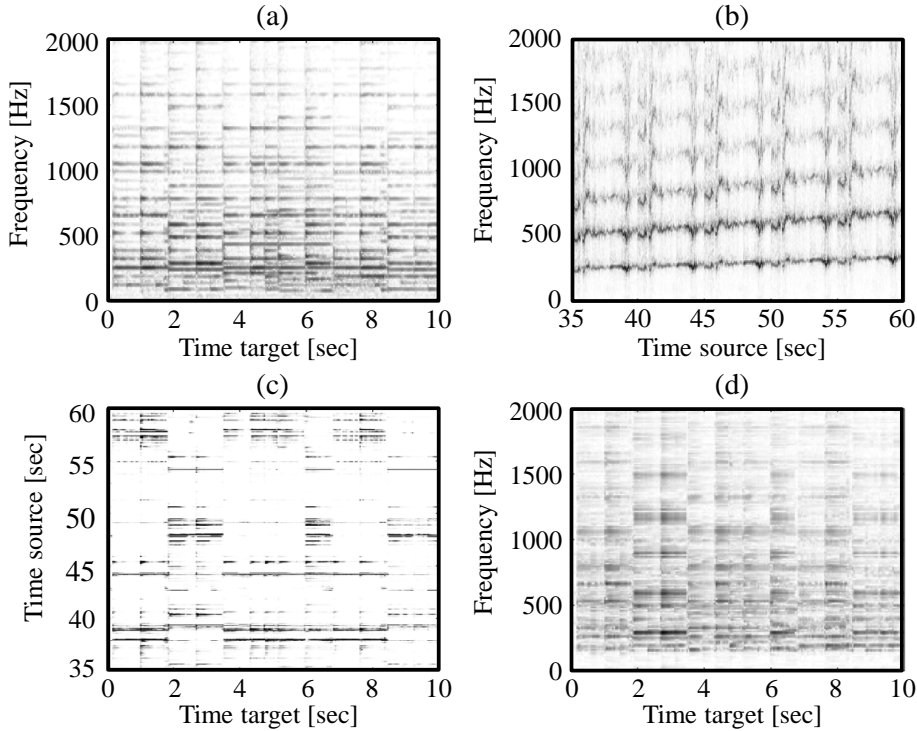 (a)
2000
1500
1000
500
0
Frequency [Hz]
0 2 4 6 8 10
Time target [sec]
(b)
2000
1500
1000
500
0
Frequency [Hz]
35 40 45 50 55 60
Time source [sec]
(c)
60
55
50
45
40
35
Time source [sec]
0 2 4 6 8 10
Time target [sec]
(d)
2000
1500
1000
500
0
Frequency [Hz]
0 2 4 6 8 10
Time target [sec]